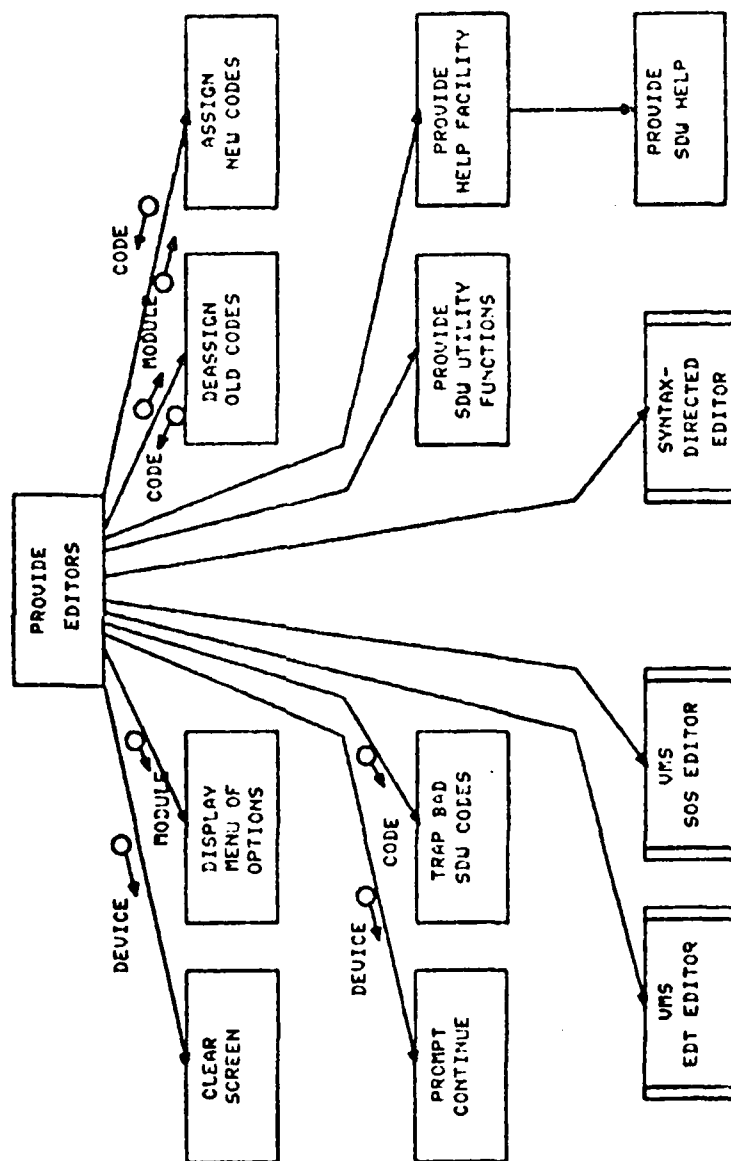 PROVIDE
EDITORS
DEVICE
MODULE
CODE
MODULE
CODE
CLEAR
SCREEN
DISPLAY
MENU OF
OPTIONS
DEASSIGN
OLD CODES
ASSIGN
NEW CODES
DEVICE
CODE
PROMPT
CONTINUE
TRAP BAD
SDW CODES
PROVIDE
SDW UTILITY
FUNCTIONS
PROVIDE
HELP FACILITY
VMS
EDT EDITOR
VMS
SOS EDITOR
SYNTAX-
DIRECTED
EDITOR
PROVIDE
SDW HELP